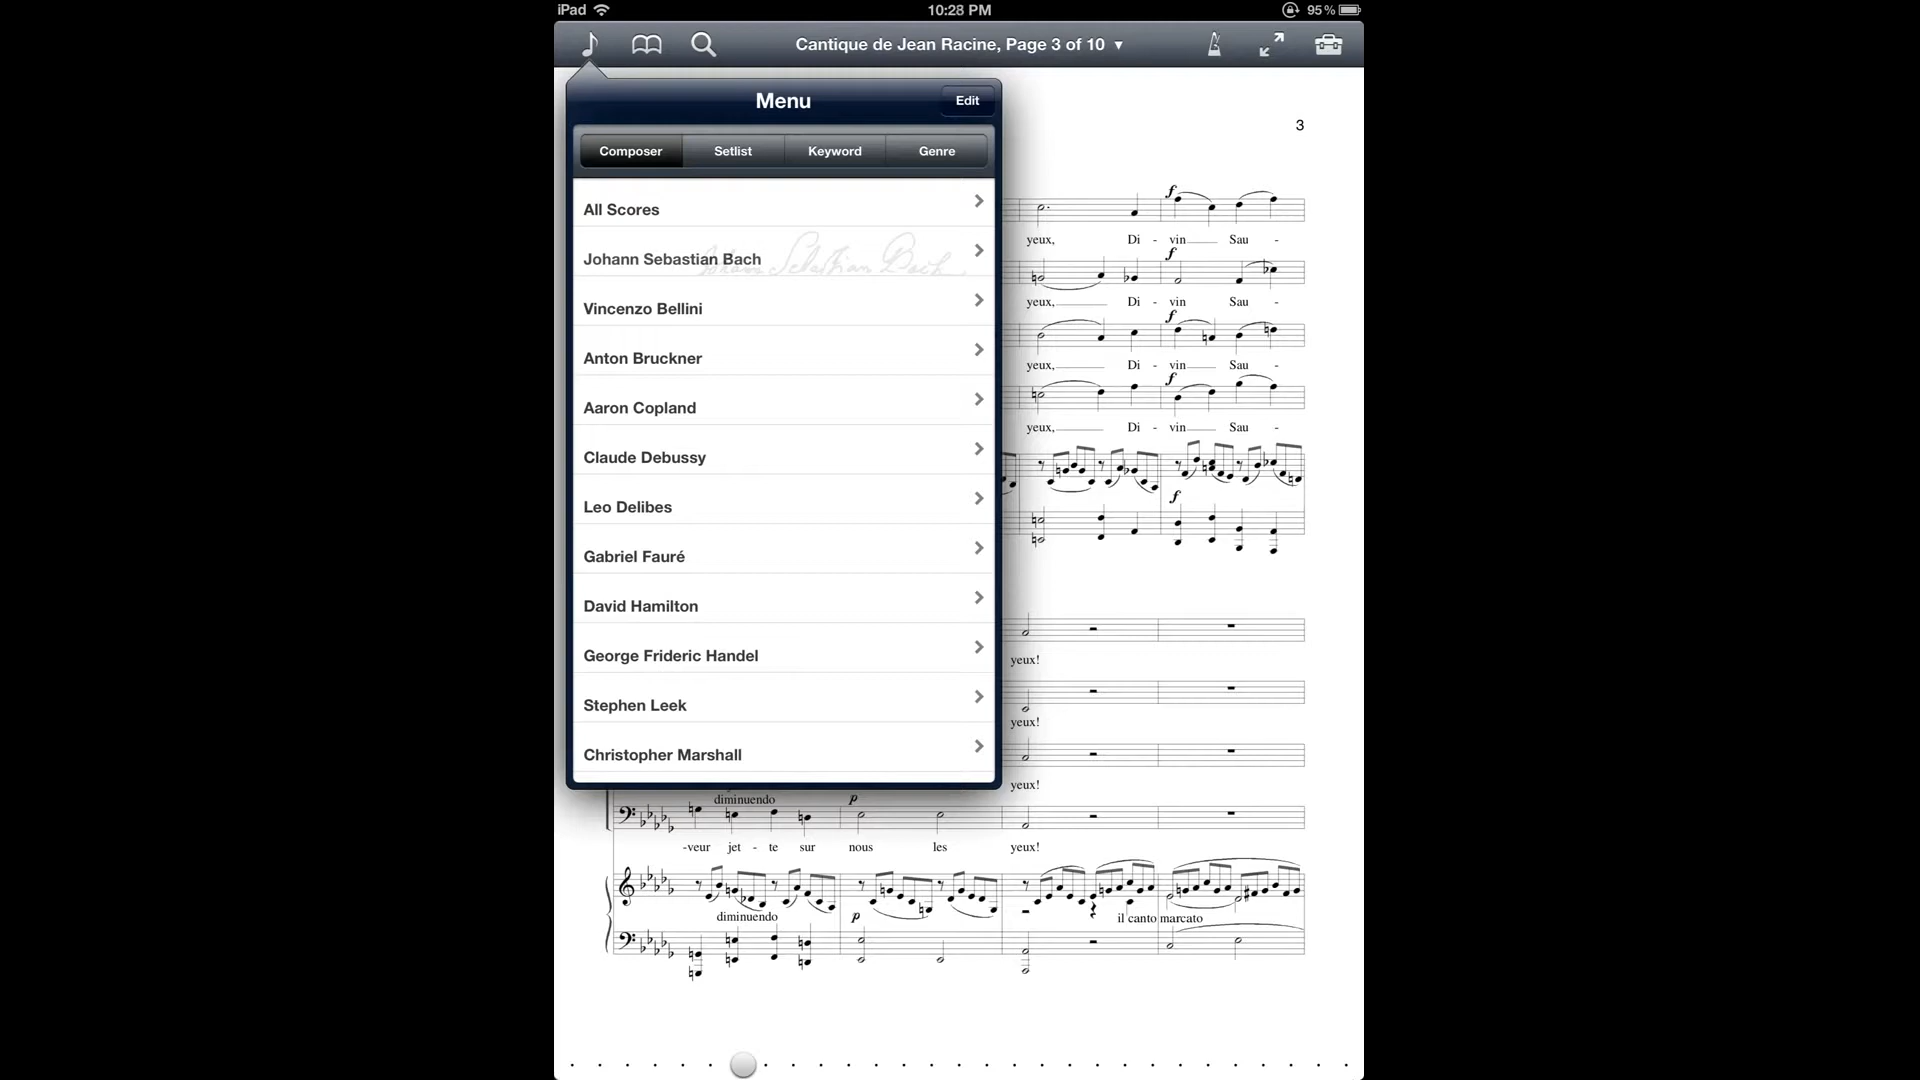 iPad 10:28 PM 95%
Cantique de Jean Racine, Page 3 of 10 ▼
Menu Edit
Composer Setlist Keyword Genre
All Scores
Johann Sebastian Bach Johann Sebastian Bach
Vincenzo Bellini
Anton Bruckner
Aaron Copland
Claude Debussy
Leo Delibes
Gabriel Fauré
David Hamilton
George Frideric Handel
Stephen Leek
Christopher Marshall
3
f
yeux, Di - vin Sau -
f
yeux, Di - vin Sau -
f
yeux, Di - vin Sau -
f
yeux, Di - vin Sau -
f
yeux!
yeux!
yeux!
diminuendo p
-veur jet - te sur nous les yeux!
diminuendo p il canto marcato